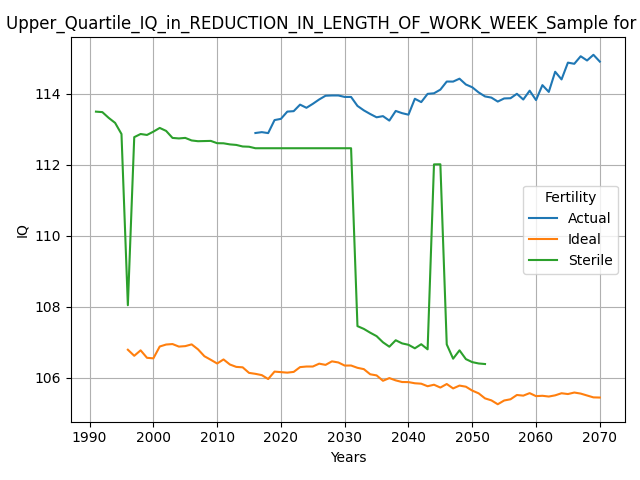 Upper_Quartile_IQ_in_REDUCTION_IN_LENGTH_OF_WORK_WEEK_Sample for
114
112
110
108
106
IQ
Fertility
Actual
Ideal
Sterile
1990 2000 2010 2020 2030 2040 2050 2060 2070
Years